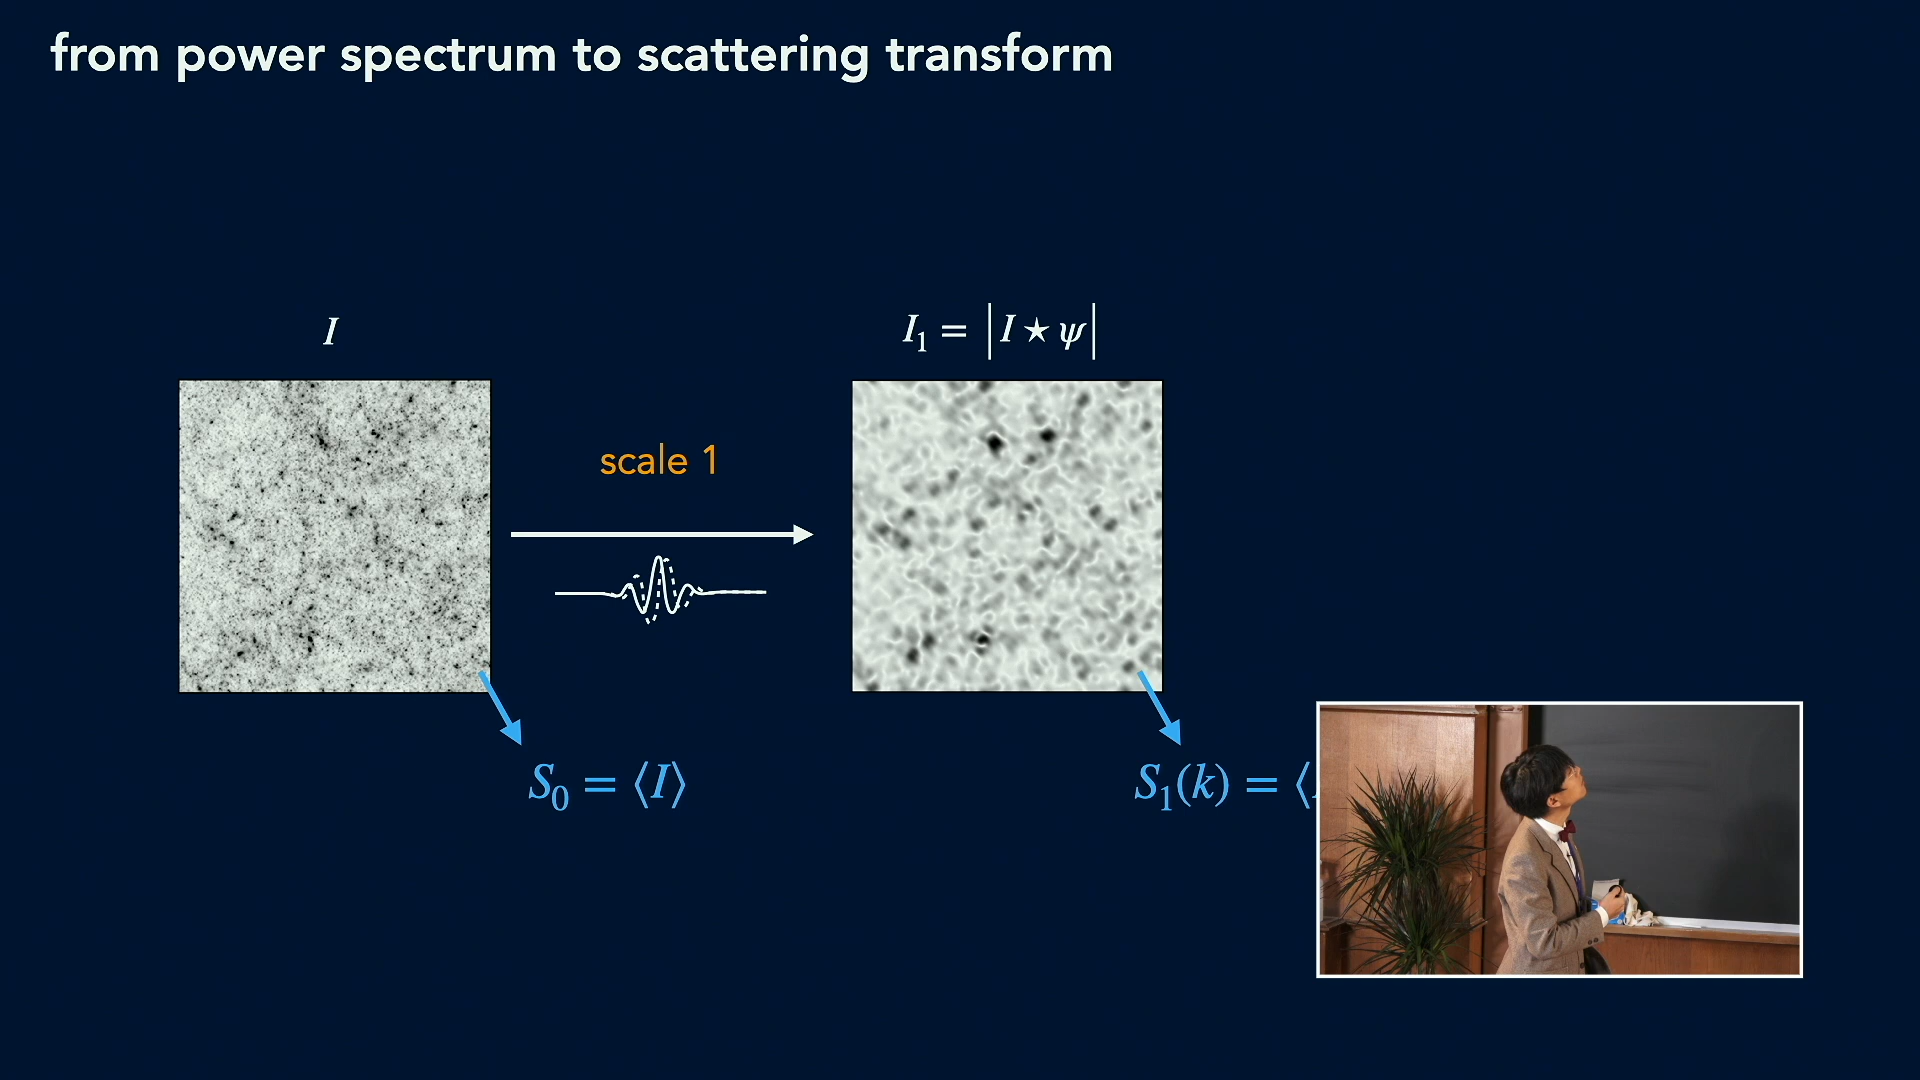 from power spectrum to scattering transform
I
I₁ = |I ★ ψ|
scale 1
S₀ = ⟨I⟩
S₁(k) = ⟨